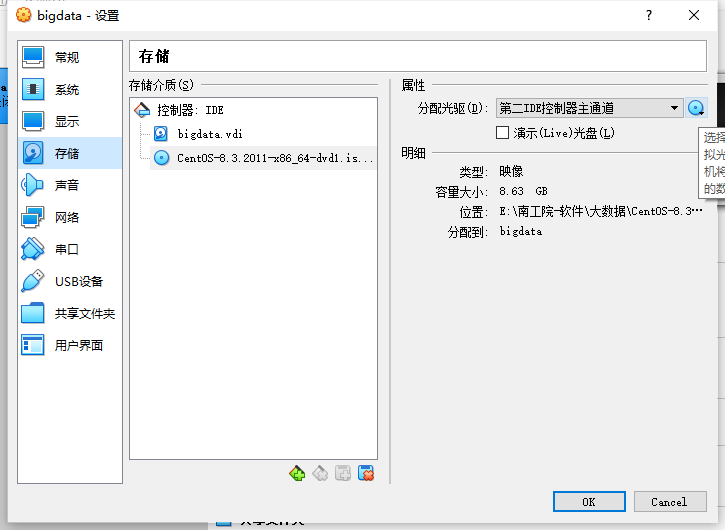 bigdata - 设置
?
常规
系统
显示
存储
声音
网络
串口
USB设备
共享文件夹
用户界面
存储
存储介质(S)
控制器: IDE
bigdata.vdi
CentOS-8.3.2011-x86_64-dvd1.is...
属性
分配光驱(D): 第二IDE控制器主通道
演示(Live)光盘(L)
明细
类型: 映像
容量大小: 8.63 GB
位置: E:\南工院-软件\大数据\CentOS-8.3...
分配到: bigdata
选择
拟光
机将
的数
OK
Cancel